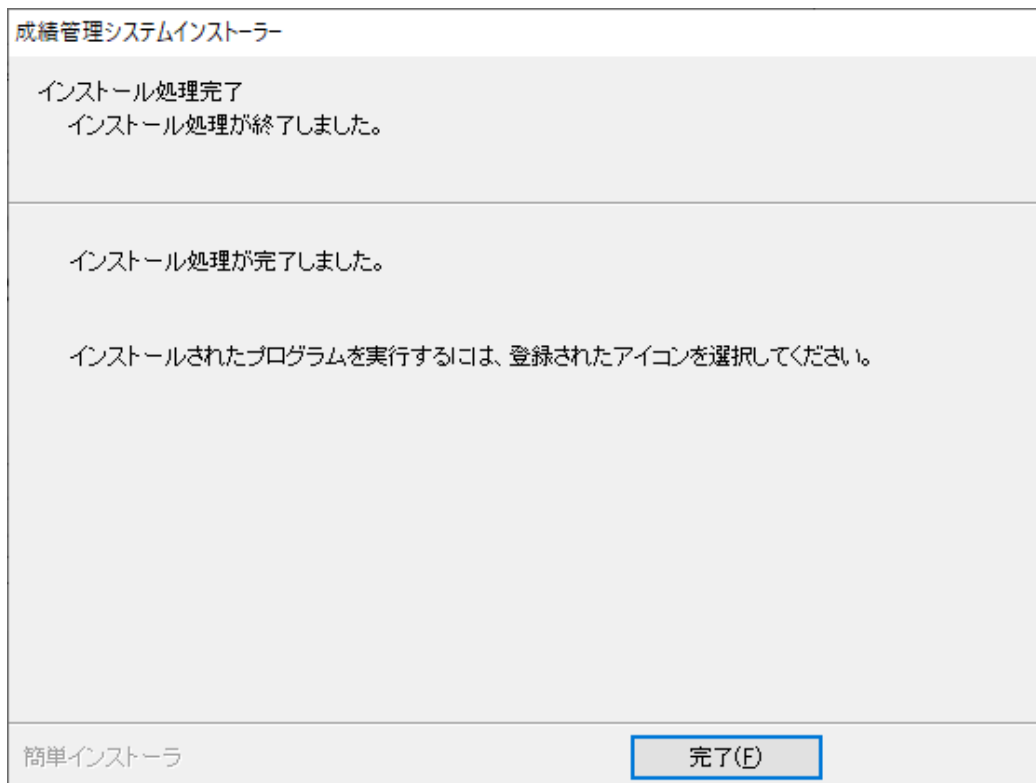 成績管理システムインストーラー
インストール処理完了
インストール処理が終了しました。
インストール処理が完了しました。
インストールされたプログラムを実行するには、登録されたアイコンを選択してください。
簡単インストーラ
完了(F)